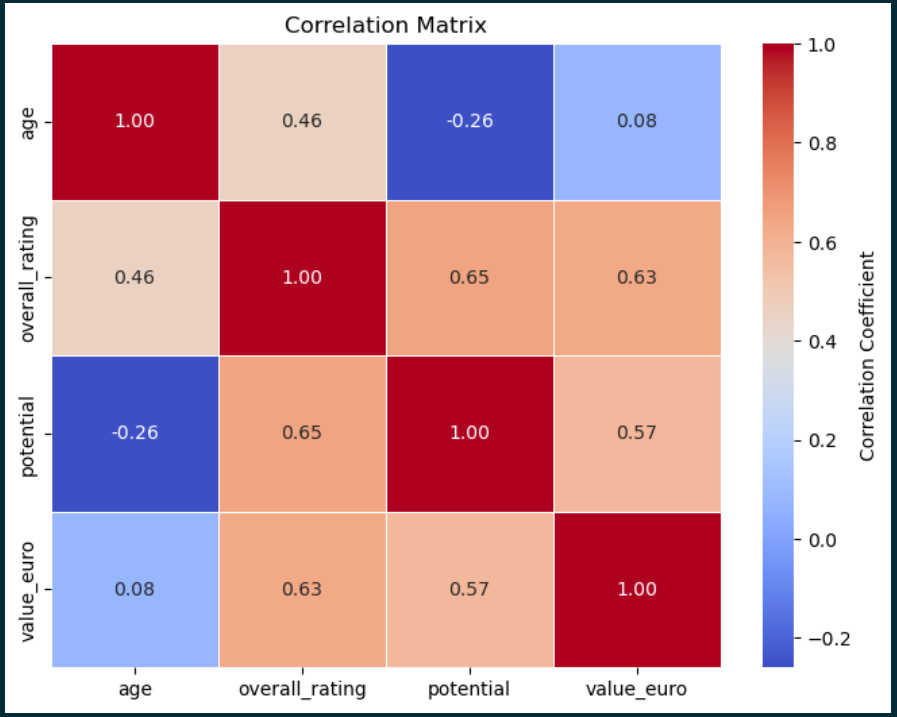 Correlation Matrix
age
1.00
0.46
-0.26
0.08
overall_rating
0.46
1.00
0.65
0.63
potential
-0.26
0.65
1.00
0.57
value_euro
0.08
0.63
0.57
1.00
age
overall_rating
potential
value_euro
1.0
0.8
0.6
0.4
0.2
0.0
−0.2
Correlation Coefficient